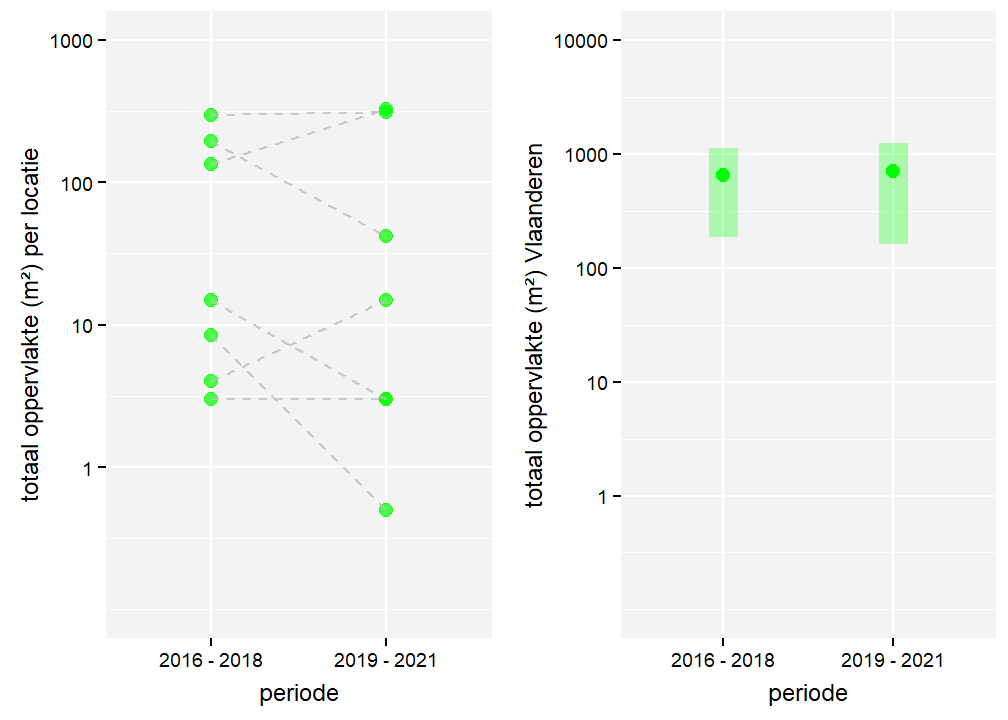 totaal oppervlakte (m²) per locatie
1000
100
10
1
2016 - 2018
2019 - 2021
periode
totaal oppervlakte (m²) Vlaanderen
10000
1000
100
10
1
2016 - 2018
2019 - 2021
periode